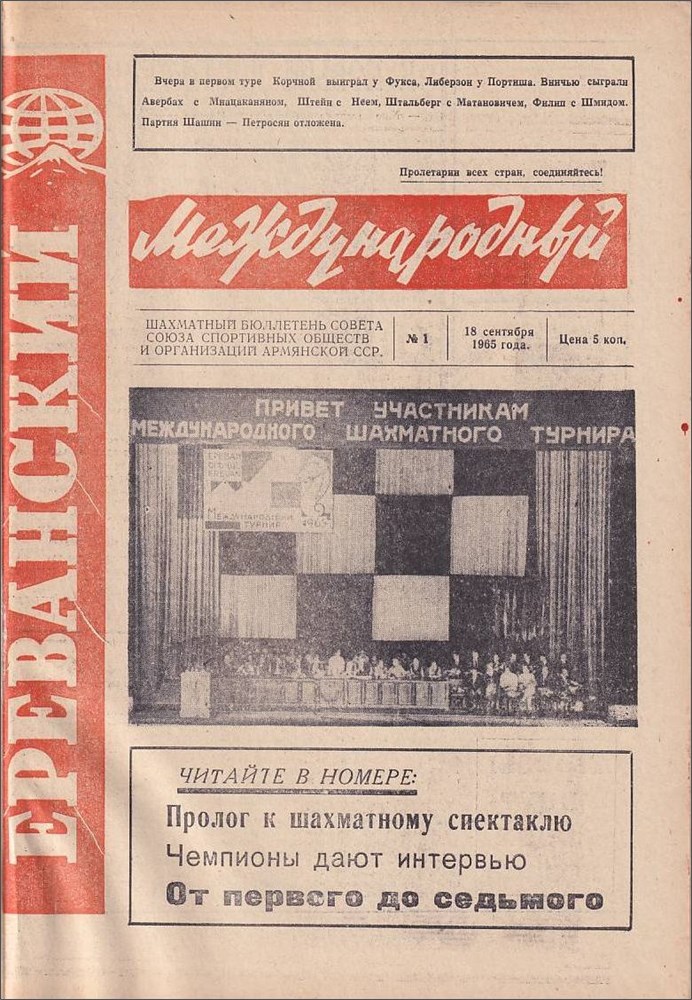 Вчера в первом туре Корчной выиграл у Фукса, Либерзон у Портиша. Вничью сыграли
Авербах с Мнацаканяном, Штейн с Неем, Штальберг с Матановичем, Филип с Шмидом.
Партия Шашин — Петросян отложена.
Пролетарии всех стран, соединяйтесь!
ЕРЕВАНСКИЙ
Международный
ШАХМАТНЫЙ БЮЛЛЕТЕНЬ СОВЕТА
СОЮЗА СПОРТИВНЫХ ОБЩЕСТВ
И ОРГАНИЗАЦИЙ АРМЯНСКОЙ ССР.
№ 1
18 сентября
1965 года.
Цена 5 коп.
ПРИВЕТ УЧАСТНИКАМ
МЕЖДУНАРОДНОГО ШАХМАТНОГО ТУРНИРА
МЕЖДУНАРОДНЫЙ
ТУРНИР 1965
ЧИТАЙТЕ В НОМЕРЕ:
Пролог к шахматному спектаклю
Чемпионы дают интервью
От первого до седьмого